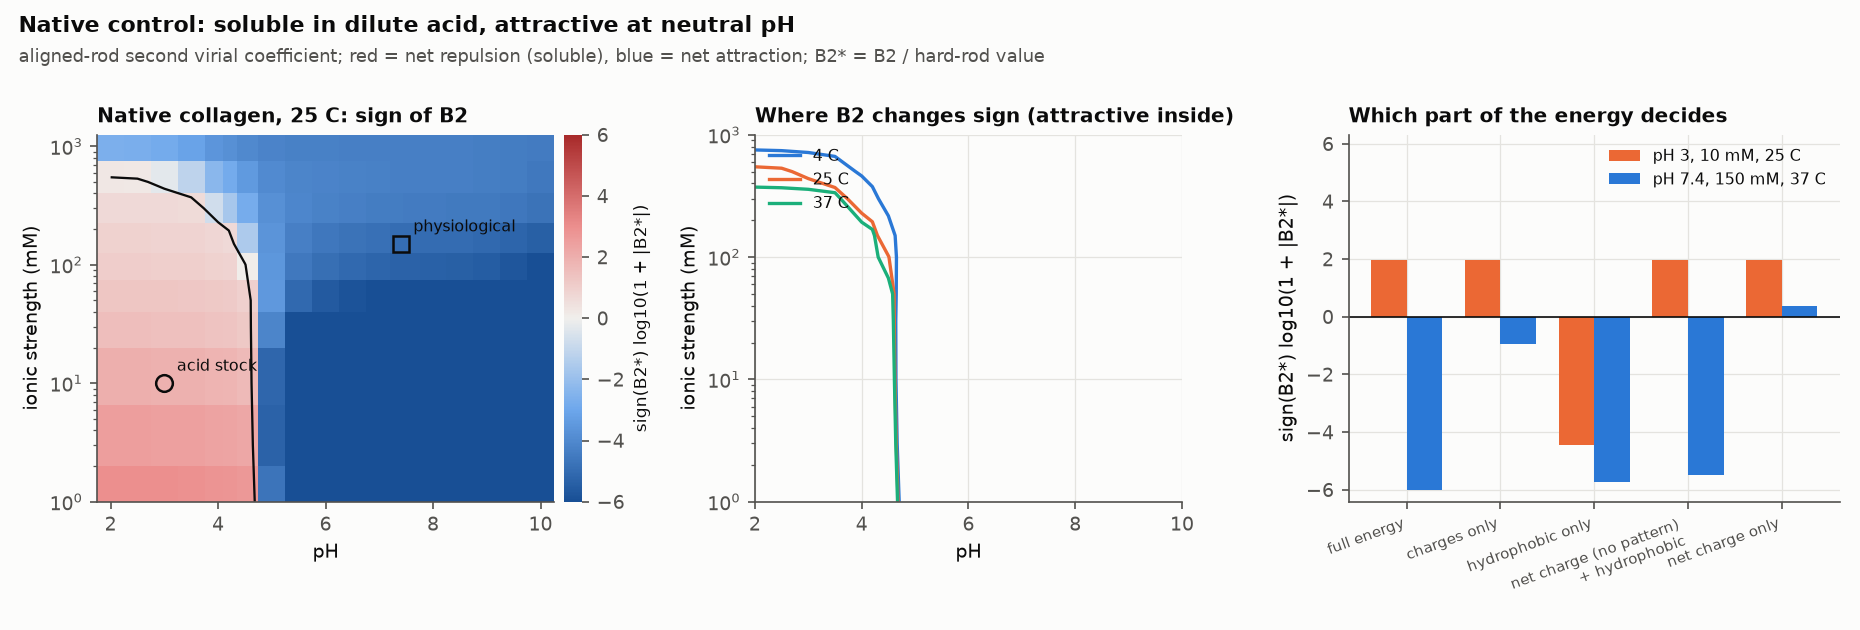 Native control: soluble in dilute acid, attractive at neutral pH
aligned-rod second virial coefficient; red = net repulsion (soluble), blue = net attraction; B2* = B2 / hard-rod value
Native collagen, 25 C: sign of B2
ionic strength (mM)
10³
10²
10¹
10⁰
2
4
6
8
10
pH
physiological
acid stock
6
4
2
0
−2
−4
−6
sign(B2*) log10(1 + |B2*|)
Where B2 changes sign (attractive inside)
ionic strength (mM)
10³
10²
10¹
10⁰
4 C
25 C
37 C
2
4
6
8
10
pH
Which part of the energy decides
sign(B2*) log10(1 + |B2*|)
6
4
2
0
−2
−4
−6
pH 3, 10 mM, 25 C
pH 7.4, 150 mM, 37 C
full energy
charges only
hydrophobic only
net charge (no pattern)
+ hydrophobic
net charge only